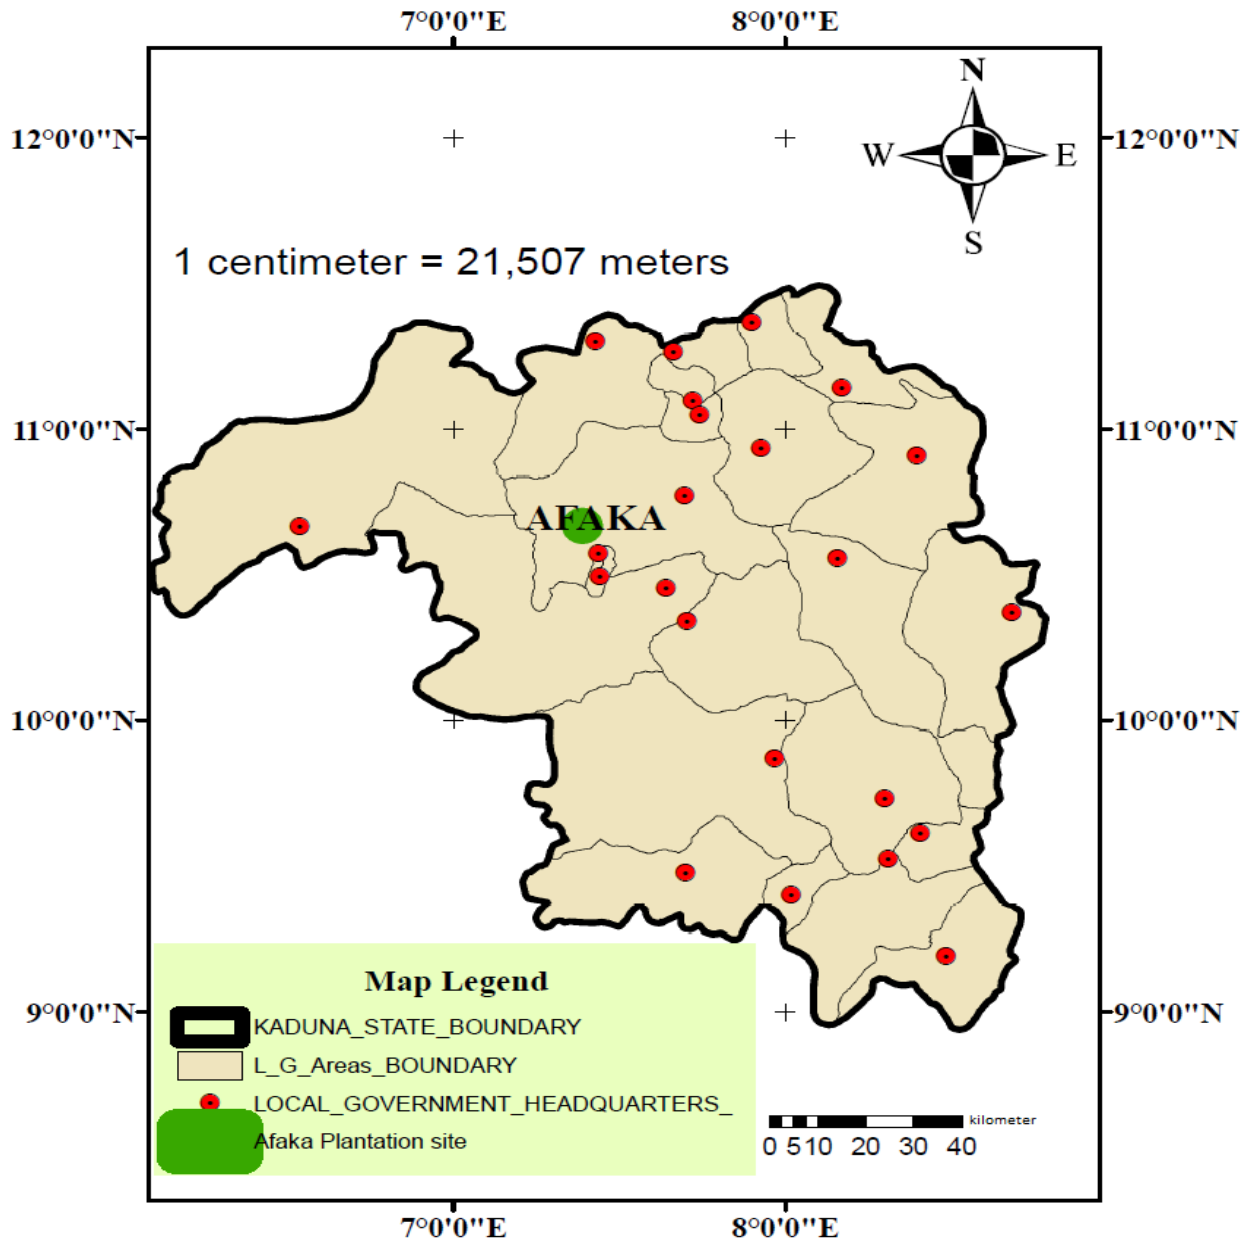 7°0'0"E 8°0'0"E
N
12°0'0"N 12°0'0"N
W E
S
1 centimeter = 21,507 meters
11°0'0"N 11°0'0"N
AFAKA
10°0'0"N 10°0'0"N
Map Legend
9°0'0"N 9°0'0"N
KADUNA_STATE_BOUNDARY
L_G_Areas_BOUNDARY
LOCAL_GOVERNMENT_HEADQUARTERS_
Afaka Plantation site
kilometer
0 5 10 20 30 40
7°0'0"E 8°0'0"E